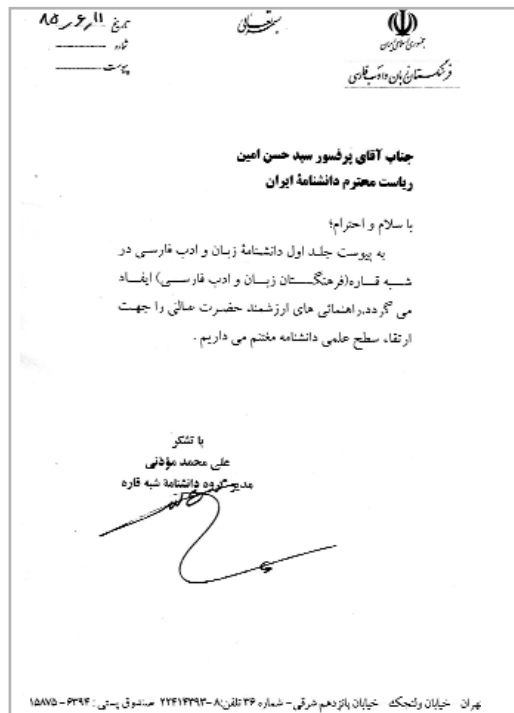 بسمه تعالی
جمهوری اسلامی ایران
فرهنگستان زبان و ادب فارسی
تاریخ ۸۵/۶/۱۱
شماره
پیوست
جناب آقای پرفسور سید حسن امین
ریاست محترم دانشنامهٔ ایران
با سلام و احترام؛
به پیوست جلد اول دانشنامهٔ زبان و ادب فارسی در
شبه قاره(فرهنگستان زبان و ادب فارسی) ایفاد
می گردد.راهنمائی های ارزشمند حضرت عالی را جهت
ارتقاء سطح علمی دانشنامه مغتنم می داریم .
با تشکر
علی محمد مؤذنی
مدیر گروه دانشنامهٔ شبه قاره
تهران خیابان ولنجک خیابان پانزدهم شرقی - شماره ۳۶ تلفن:۸-۲۲۴۱۴۳۹۳ صندوق پستی: ۶۳۹۴ - ۱۵۸۷۵